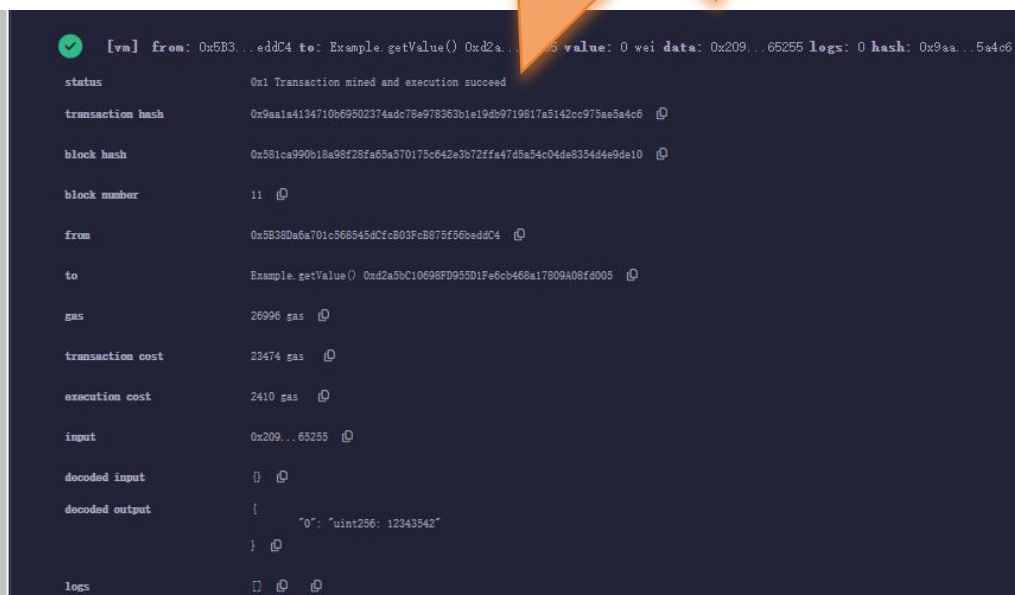 [vm] from: 0x5B3...eddC4 to: Example.getValue() 0xd2a... 05 value: 0 wei data: 0x209...65255 logs: 0 hash: 0x9aa...5a4c6
status 0x1 Transaction mined and execution succeed
transaction hash 0x9aa1a4134710b69502374adc78e978363b1e19db9719817a5142cc975ae5a4c6
block hash 0x581ca990b18a98f28fa65a570175c642e3b72ffa47d5a54c04de8354d4e9de10
block number 11
from 0x5B38Da6a701c568545dCfcB03FcB875f56beddC4
to Example.getValue() 0xd2a5bC10698FD955D1Fe6cb468a17809A08fd005
gas 26996 gas
transaction cost 23474 gas
execution cost 2410 gas
input 0x209...65255
decoded input {}
decoded output {
"0": "uint256: 12343542"
}
logs []